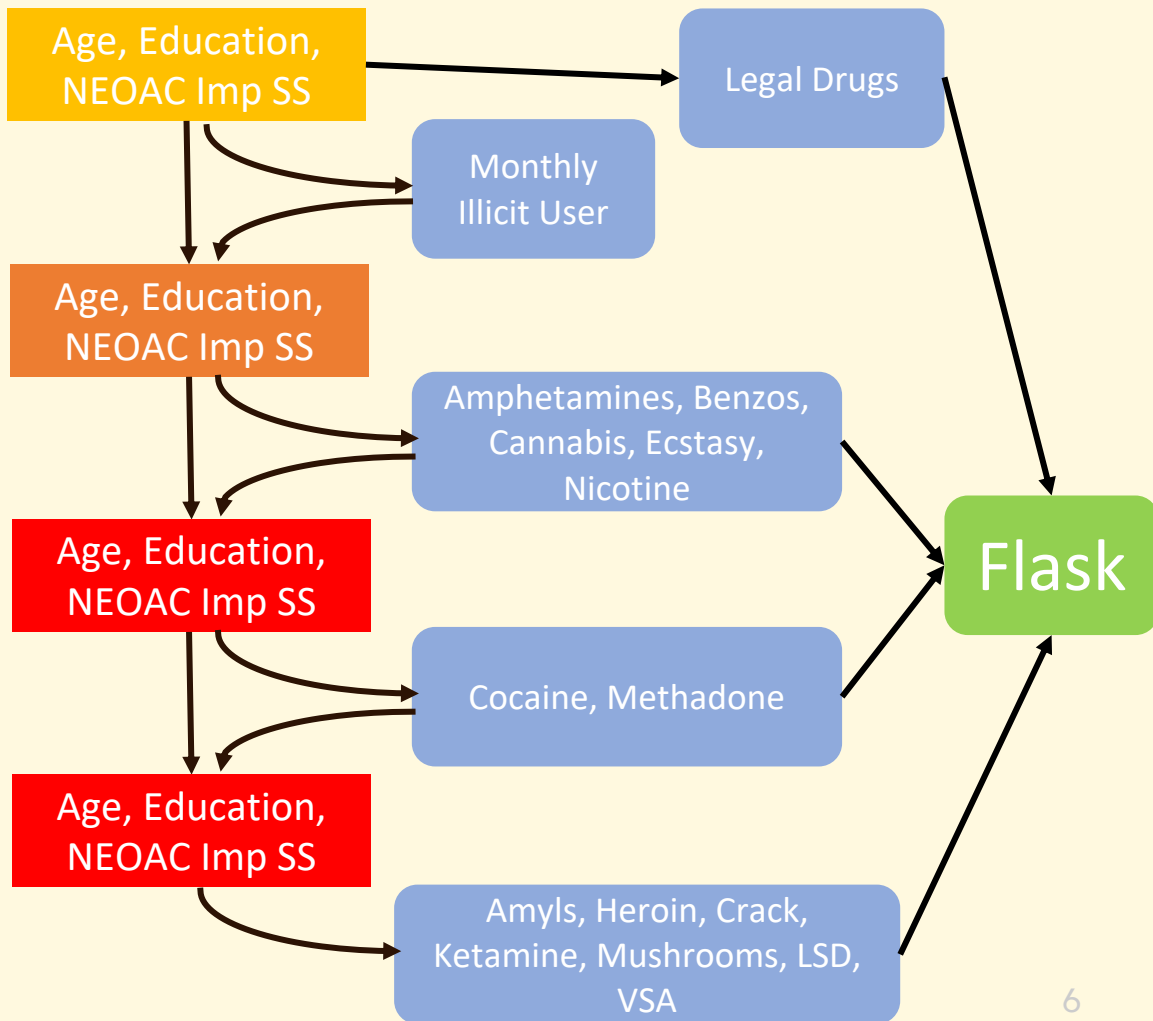 Age, Education,
NEOAC Imp SS
Legal Drugs
Monthly
Illicit User
Age, Education,
NEOAC Imp SS
Amphetamines, Benzos,
Cannabis, Ecstasy,
Nicotine
Flask
Age, Education,
NEOAC Imp SS
Cocaine, Methadone
Age, Education,
NEOAC Imp SS
Amyls, Heroin, Crack,
Ketamine, Mushrooms, LSD,
VSA
6